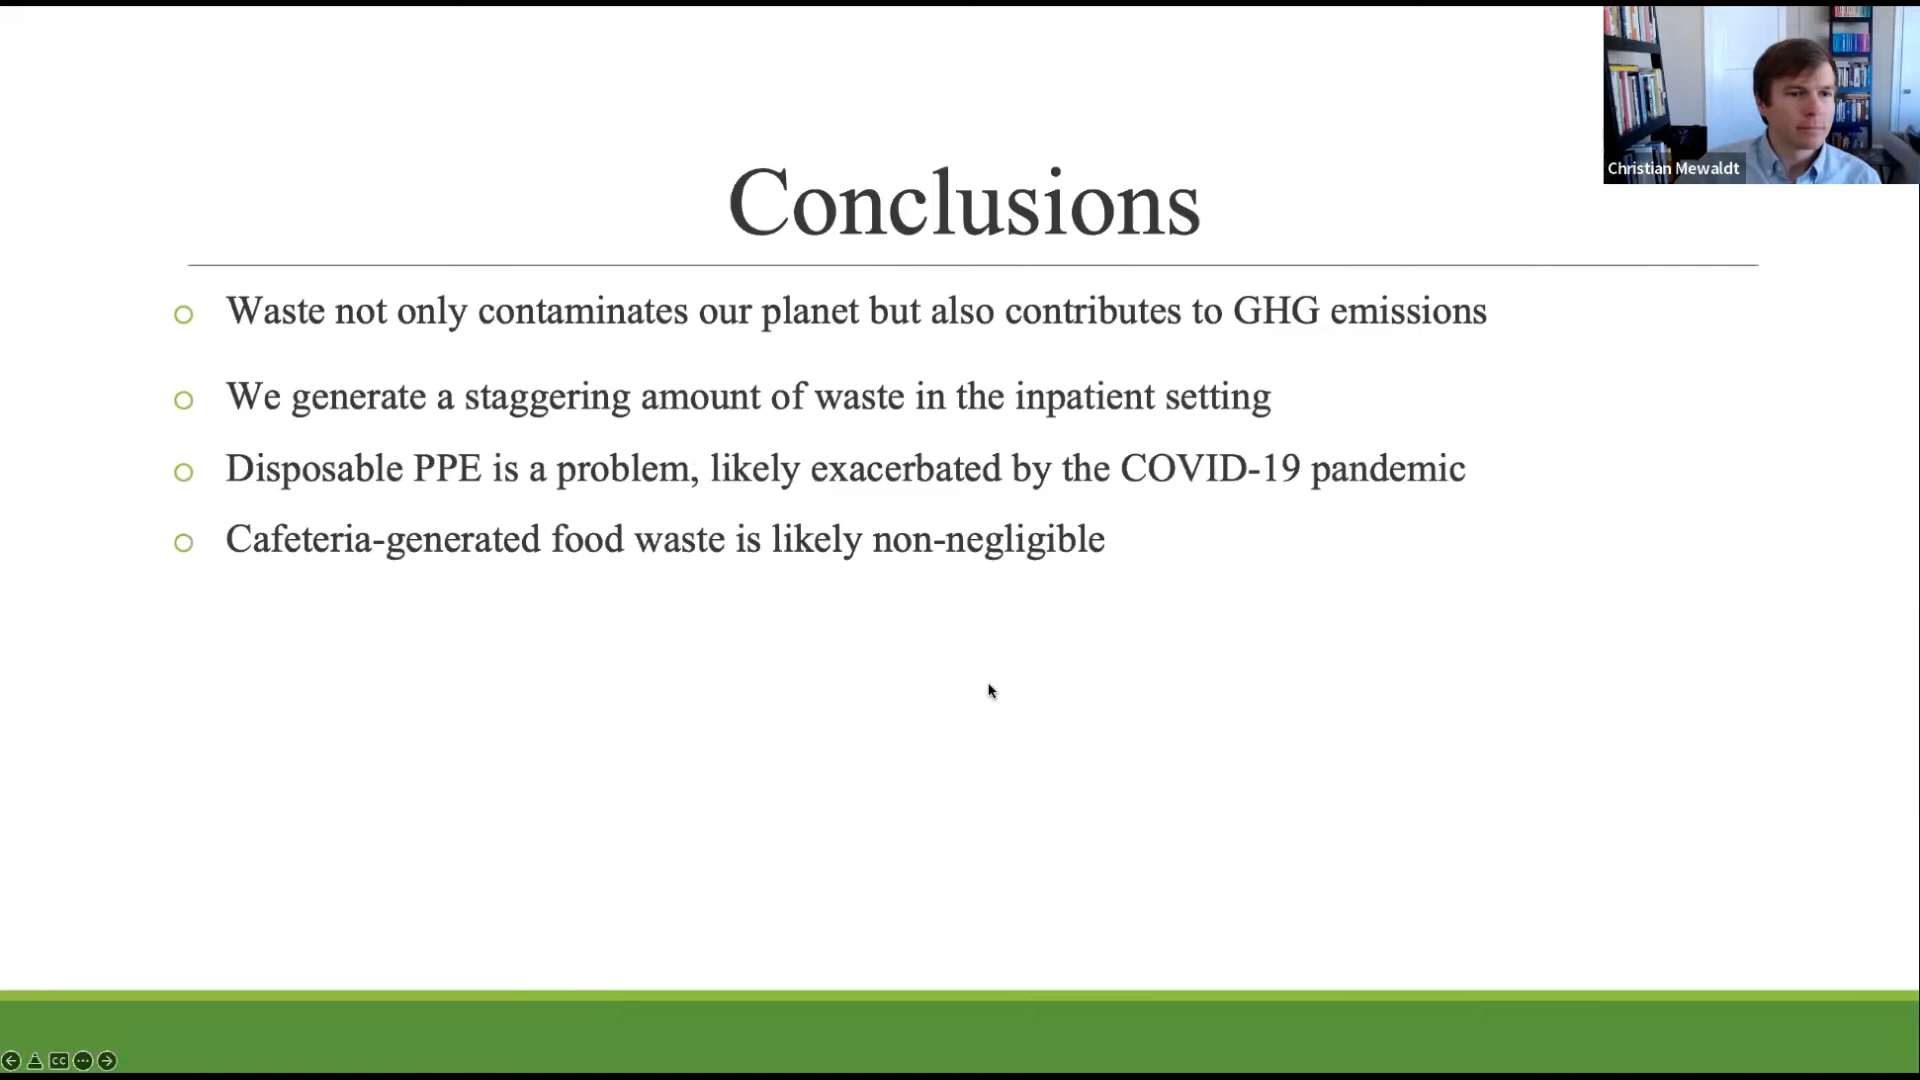 Christian Mewaldt
Conclusions
Waste not only contaminates our planet but also contributes to GHG emissions
We generate a staggering amount of waste in the inpatient setting
Disposable PPE is a problem, likely exacerbated by the COVID-19 pandemic
Cafeteria-generated food waste is likely non-negligible
CC